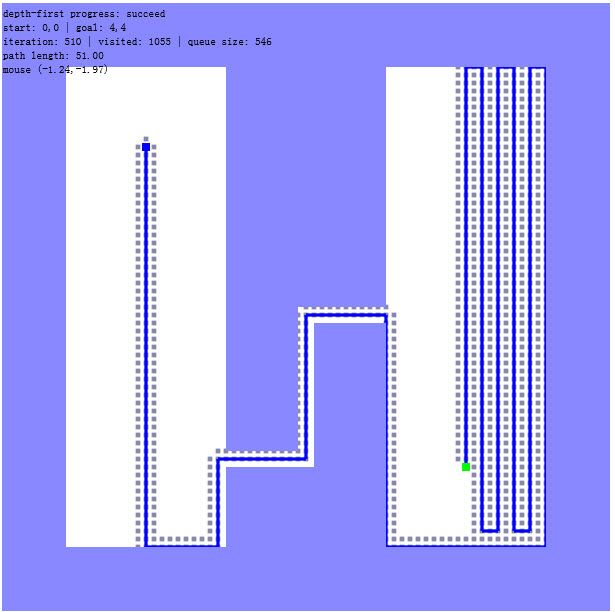 depth-first progress: succeed
start: 0,0 | goal: 4,4
iteration: 510 | visited: 1055 | queue size: 546
path length: 51.00
mouse (-1.24,-1.97)